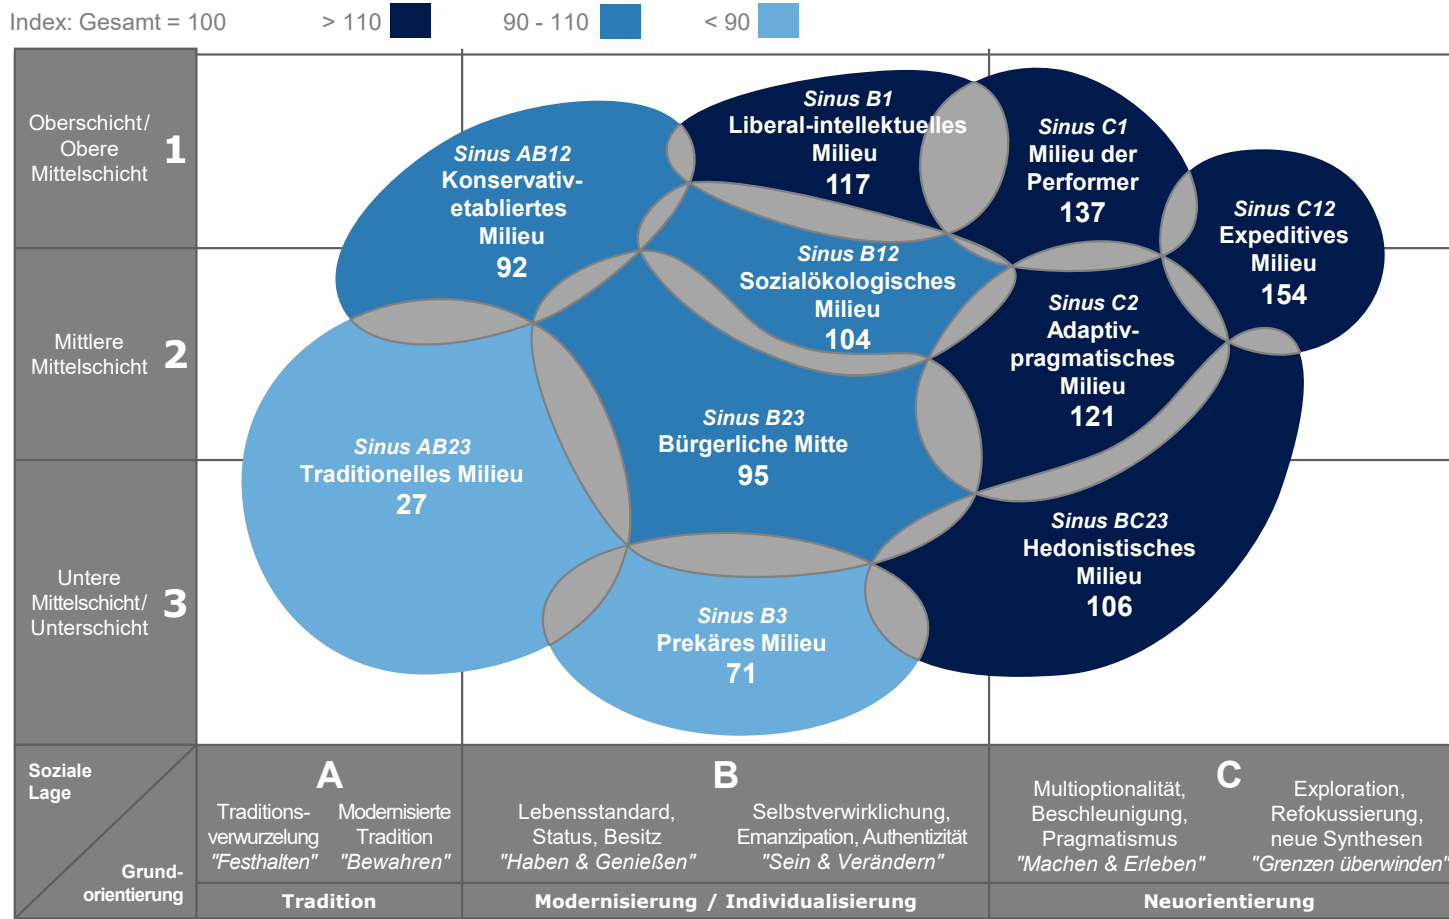 Index: Gesamt = 100
> 110
90 - 110
< 90
Oberschicht/
Obere
Mittelschicht
1
Mittlere
Mittelschicht
2
Untere
Mittelschicht/
Unterschicht
3
Sinus AB12
Konservativ-
etabliertes
Milieu
92
Sinus B1
Liberal-intellektuelles
Milieu
117
Sinus C1
Milieu der
Performer
137
Sinus C12
Expeditives
Milieu
154
Sinus B12
Sozialökologisches
Milieu
104
Sinus C2
Adaptiv-
pragmatisches
Milieu
121
Sinus AB23
Traditionelles Milieu
27
Sinus B23
Bürgerliche Mitte
95
Sinus BC23
Hedonistisches
Milieu
106
Sinus B3
Prekäres Milieu
71
Soziale
Lage
Grund-
orientierung
A
Traditions-
verwurzelung
"Festhalten"
Modernisierte
Tradition
"Bewahren"
Tradition
B
Lebensstandard,
Status, Besitz
"Haben & Genießen"
Selbstverwirklichung,
Emanzipation, Authentizität
"Sein & Verändern"
Modernisierung / Individualisierung
C
Multioptionalität,
Beschleunigung,
Pragmatismus
"Machen & Erleben"
Exploration,
Refokussierung,
neue Synthesen
"Grenzen überwinden"
Neuorientierung